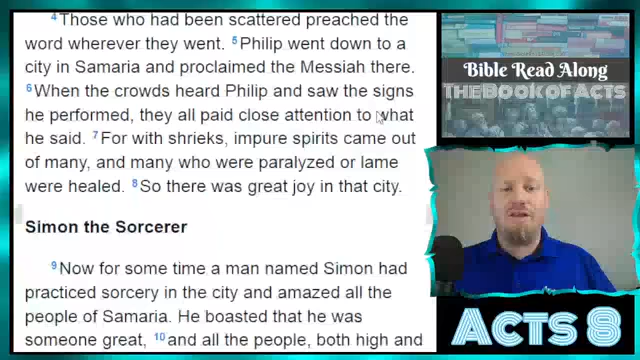 4Those who had been scattered preached the
word wherever they went. 5Philip went down to a
city in Samaria and proclaimed the Messiah there.
6When the crowds heard Philip and saw the signs
he performed, they all paid close attention to what
he said. 7For with shrieks, impure spirits came out
of many, and many who were paralyzed or lame
were healed. 8So there was great joy in that city.
Simon the Sorcerer
9Now for some time a man named Simon had
practiced sorcery in the city and amazed all the
people of Samaria. He boasted that he was
someone great, 10and all the people, both high and
Bible Read Along
THE BOOK OF ACTS
ACTS 8